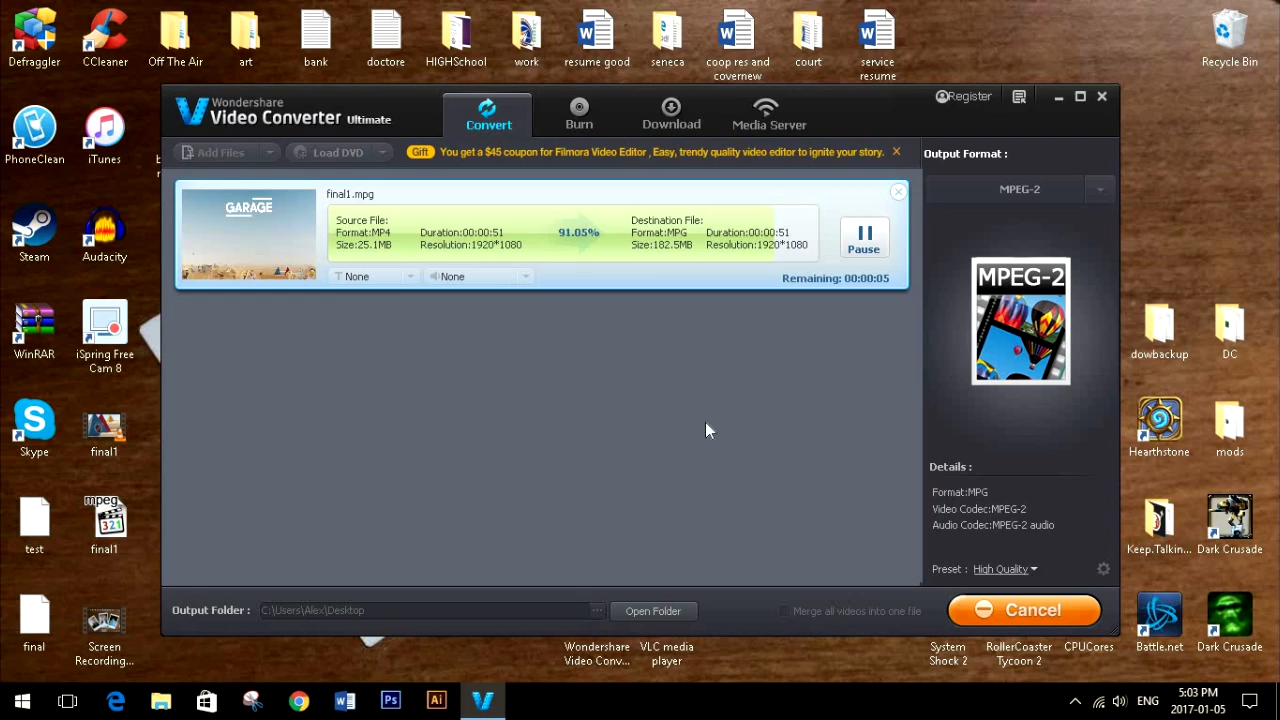 Defraggler
CCleaner
Off The Air
art
bank
doctore
HIGHSchool
work
resume good
seneca
coop res and
covernew
court
service
resume
Recycle Bin
Wondershare
Video Converter Ultimate
Convert
Burn
Download
Media Server
Register
Add Files
Load DVD
Gift
You get a $45 coupon for Filmora Video Editor , Easy, trendy quality video editor to ignite your story.
Output Format :
MPEG-2
PhoneClean
iTunes
final1.mpg
GARAGE
Source File:
Format:MP4
Duration:00:00:51
Size:25.1MB
Resolution:1920*1080
91.05%
Destination File:
Format:MPG
Duration:00:00:51
Size:182.5MB
Resolution:1920*1080
Pause
None
None
Remaining: 00:00:05
Steam
Audacity
MPEG-2
WinRAR
iSpring Free
Cam 8
dowbackup
DC
Skype
final1
Hearthstone
mods
Details :
Format:MPG
Video Codec:MPEG-2
Audio Codec:MPEG-2 audio
test
mpeg
321
final1
Keep.Talkin...
Dark Crusade
Preset :
High Quality
Output Folder :
C:\Users\Alex\Desktop
...
Open Folder
Merge all videos into one file
Cancel
final
Screen
Recording...
Wondershare
Video Conv...
VLC media
player
System
Shock 2
RollerCoaster
Tycoon 2
CPUCores
Battle.net
Dark Crusade
Ps
Ai
ENG
5:03 PM
2017-01-05